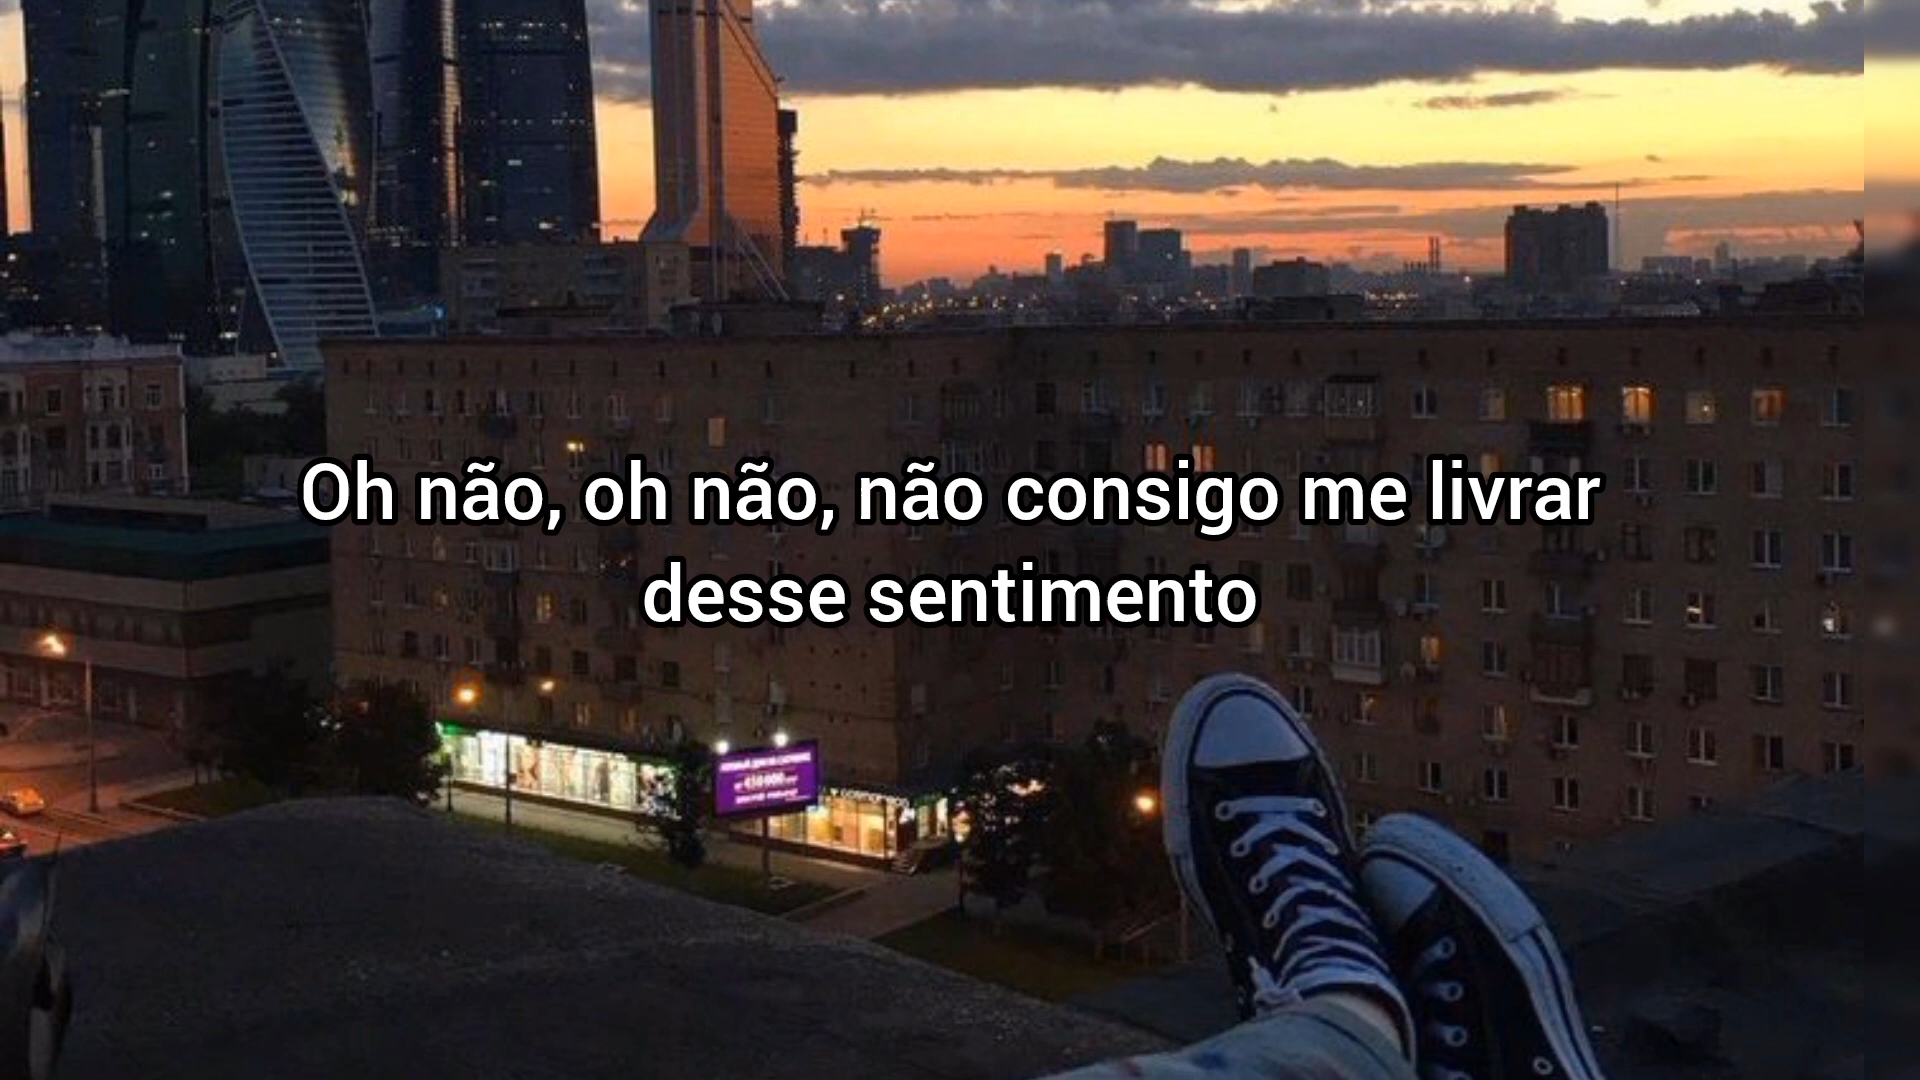 Oh não, oh não, não consigo me livrar
desse sentimento